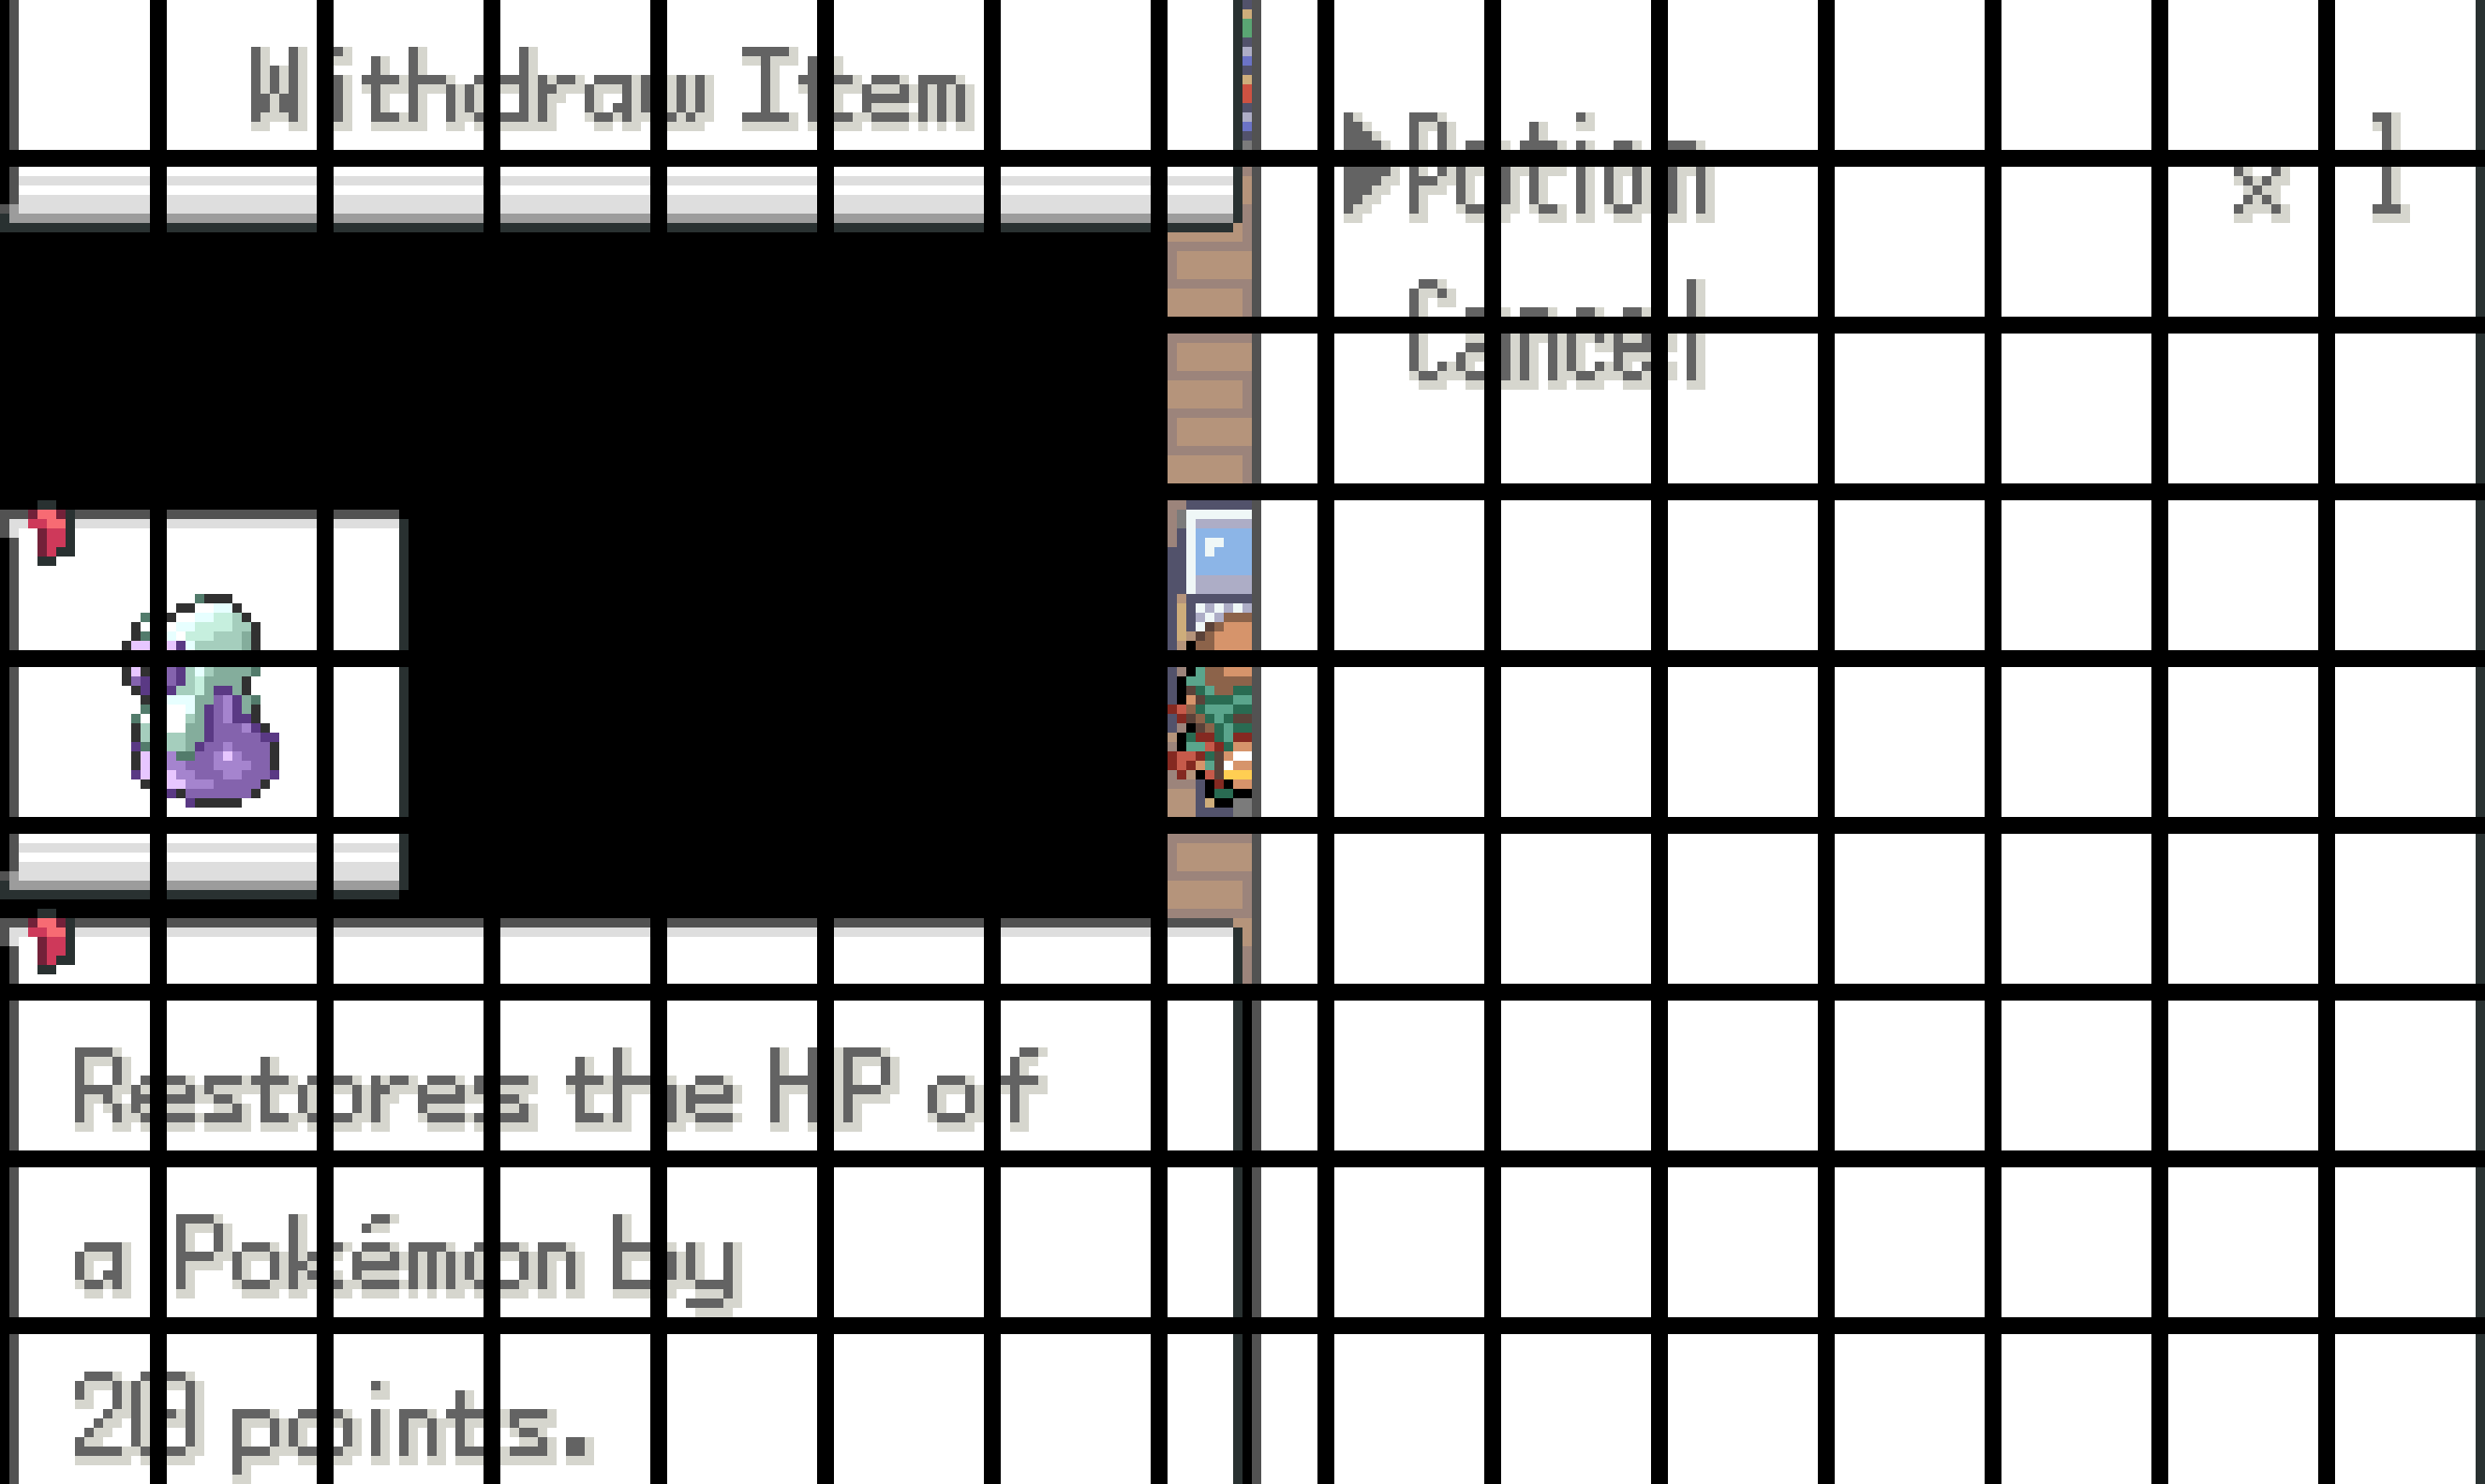 Withdraw Item
▶Potion x 1
Cancel
Restores the HP of
a Pokémon by
20 points.